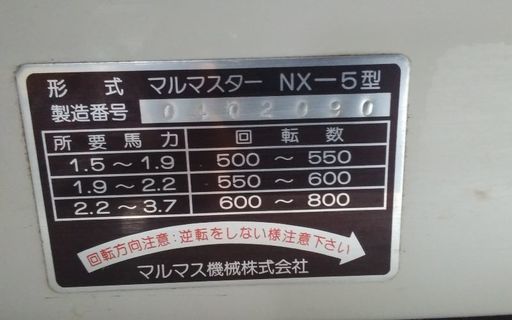 形式 マルマスター NX－5型
製造番号 0402090
所要馬力 回転数
1.5～1.9 500～550
1.9～2.2 550～600
2.2～3.7 600～800
回転方向注意:逆転をしない様注意下さい
マルマス機械株式会社